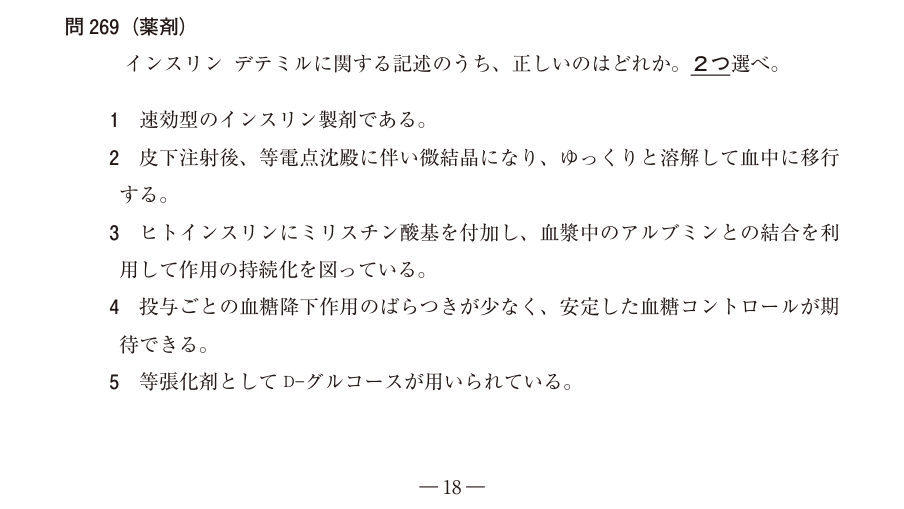 問 269（薬剤）
インスリン デテミルに関する記述のうち、正しいのはどれか。２つ選べ。
1　速効型のインスリン製剤である。
2　皮下注射後、等電点沈殿に伴い微結晶になり、ゆっくりと溶解して血中に移行
する。
3　ヒトインスリンにミリスチン酸基を付加し、血漿中のアルブミンとの結合を利
用して作用の持続化を図っている。
4　投与ごとの血糖降下作用のばらつきが少なく、安定した血糖コントロールが期
待できる。
5　等張化剤として D-グルコースが用いられている。
— 18 —